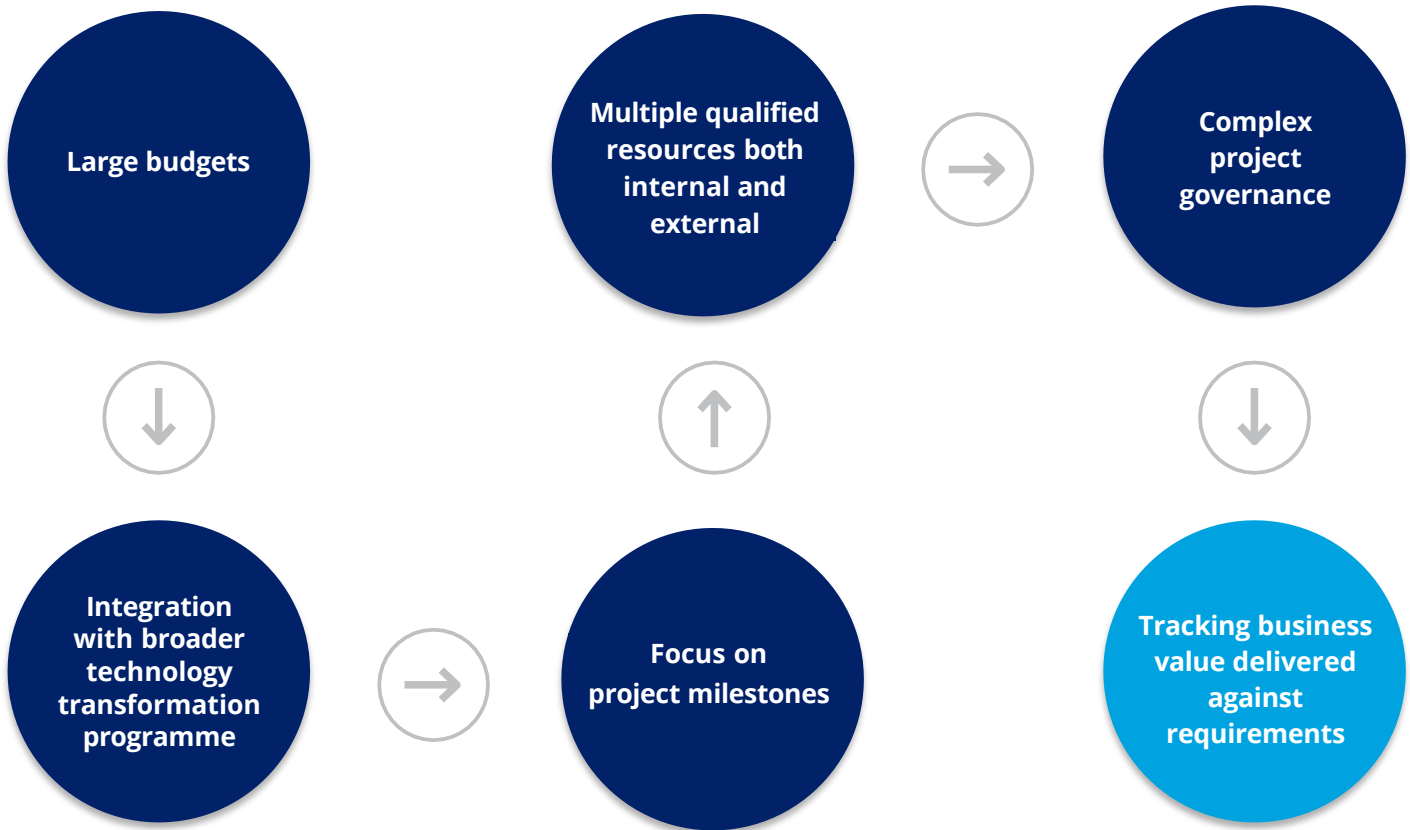 Large budgets
Multiple qualified
resources both
internal and
external
Complex
project
governance
Integration
with broader
technology
transformation
programme
Focus on
project milestones
Tracking business
value delivered
against
requirements